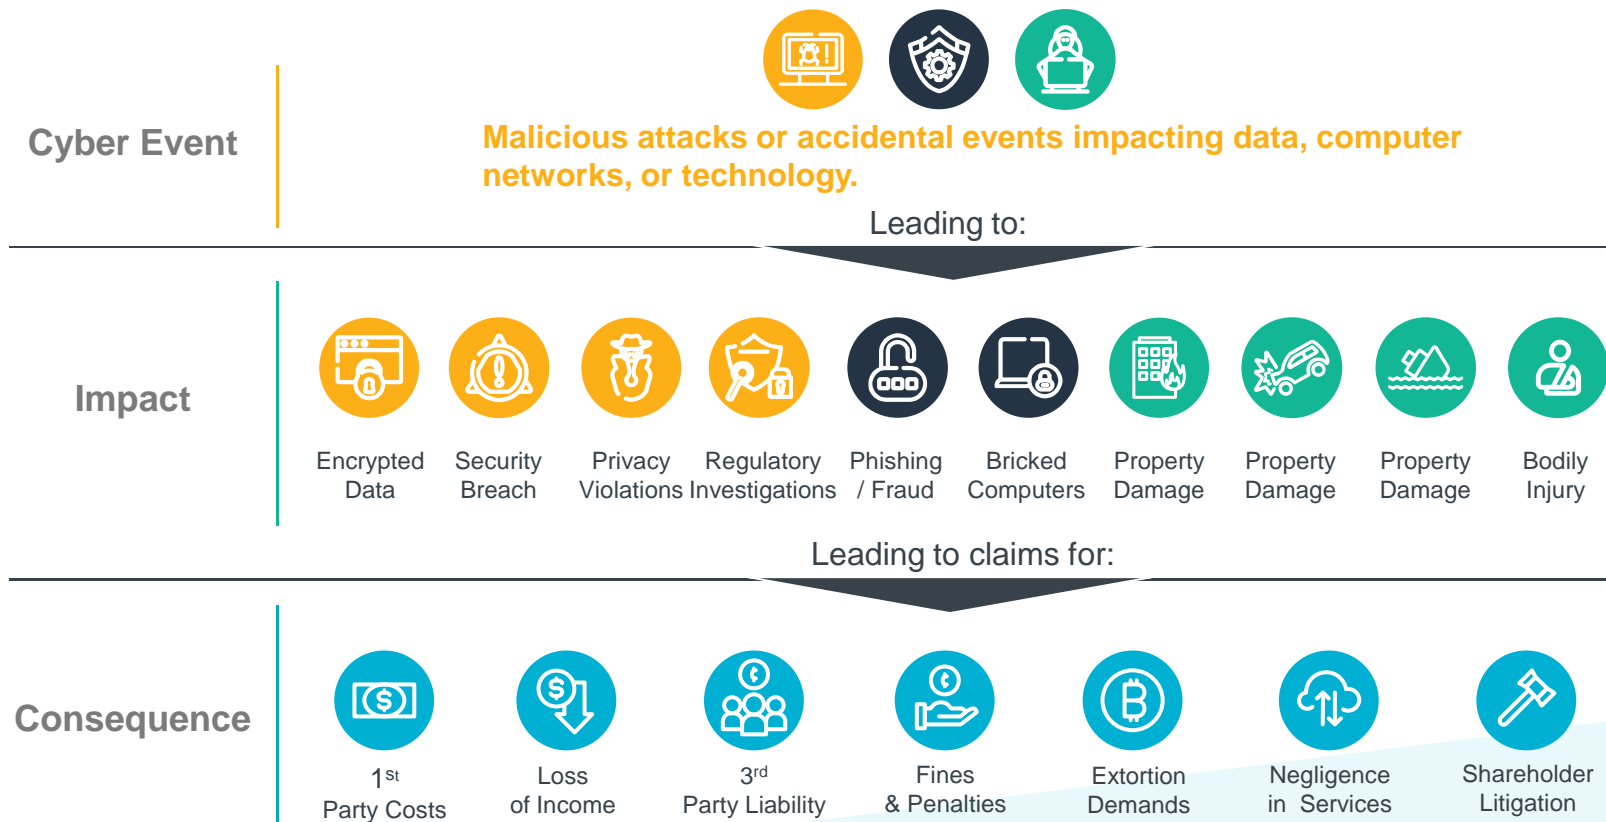 Cyber Event
Malicious attacks or accidental events impacting data, computer
networks, or technology.
Leading to:
Impact
Encrypted
Data
Security
Breach
Privacy
Violations
Regulatory
Investigations
Phishing
/ Fraud
Bricked
Computers
Property
Damage
Property
Damage
Property
Damage
Bodily
Injury
Leading to claims for:
Consequence
1st
Party Costs
Loss
of Income
3rd
Party Liability
Fines
& Penalties
Extortion
Demands
Negligence
in Services
Shareholder
Litigation